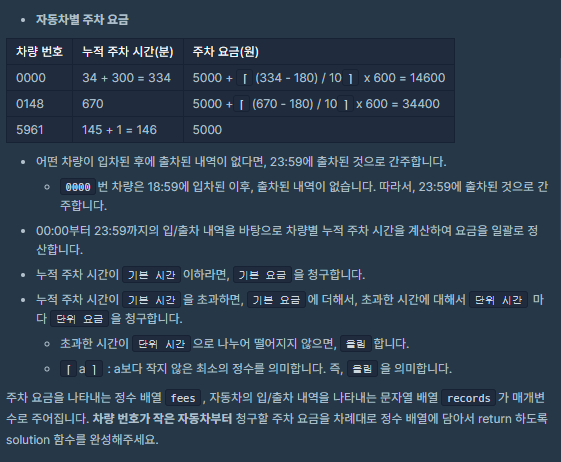 자동차별 주차 요금
차량 번호 누적 주차 시간(분) 주차 요금(원)
0000 34 + 300 = 334 5000 + ⌈ (334 - 180) / 10 ⌉ x 600 = 14600
0148 670 5000 + ⌈ (670 - 180) / 10 ⌉ x 600 = 34400
5961 145 + 1 = 146 5000
어떤 차량이 입차된 후에 출차된 내역이 없다면, 23:59에 출차된 것으로 간주합니다.
0000 번 차량은 18:59에 입차된 이후, 출차된 내역이 없습니다. 따라서, 23:59에 출차된 것으로 간
주합니다.
00:00부터 23:59까지의 입/출차 내역을 바탕으로 차량별 누적 주차 시간을 계산하여 요금을 일괄로 정
산합니다.
누적 주차 시간이 기본 시간 이하라면, 기본 요금 을 청구합니다.
누적 주차 시간이 기본 시간 을 초과하면, 기본 요금 에 더해서, 초과한 시간에 대해서 단위 시간 마
다 단위 요금 을 청구합니다.
초과한 시간이 단위 시간 으로 나누어 떨어지지 않으면, 올림 합니다.
⌈ a ⌉ : a보다 작지 않은 최소의 정수를 의미합니다. 즉, 올림 을 의미합니다.
주차 요금을 나타내는 정수 배열 fees , 자동차의 입/출차 내역을 나타내는 문자열 배열 records 가 매개변
수로 주어집니다. 차량 번호가 작은 자동차부터 청구할 주차 요금을 차례대로 정수 배열에 담아서 return 하도록
solution 함수를 완성해주세요.